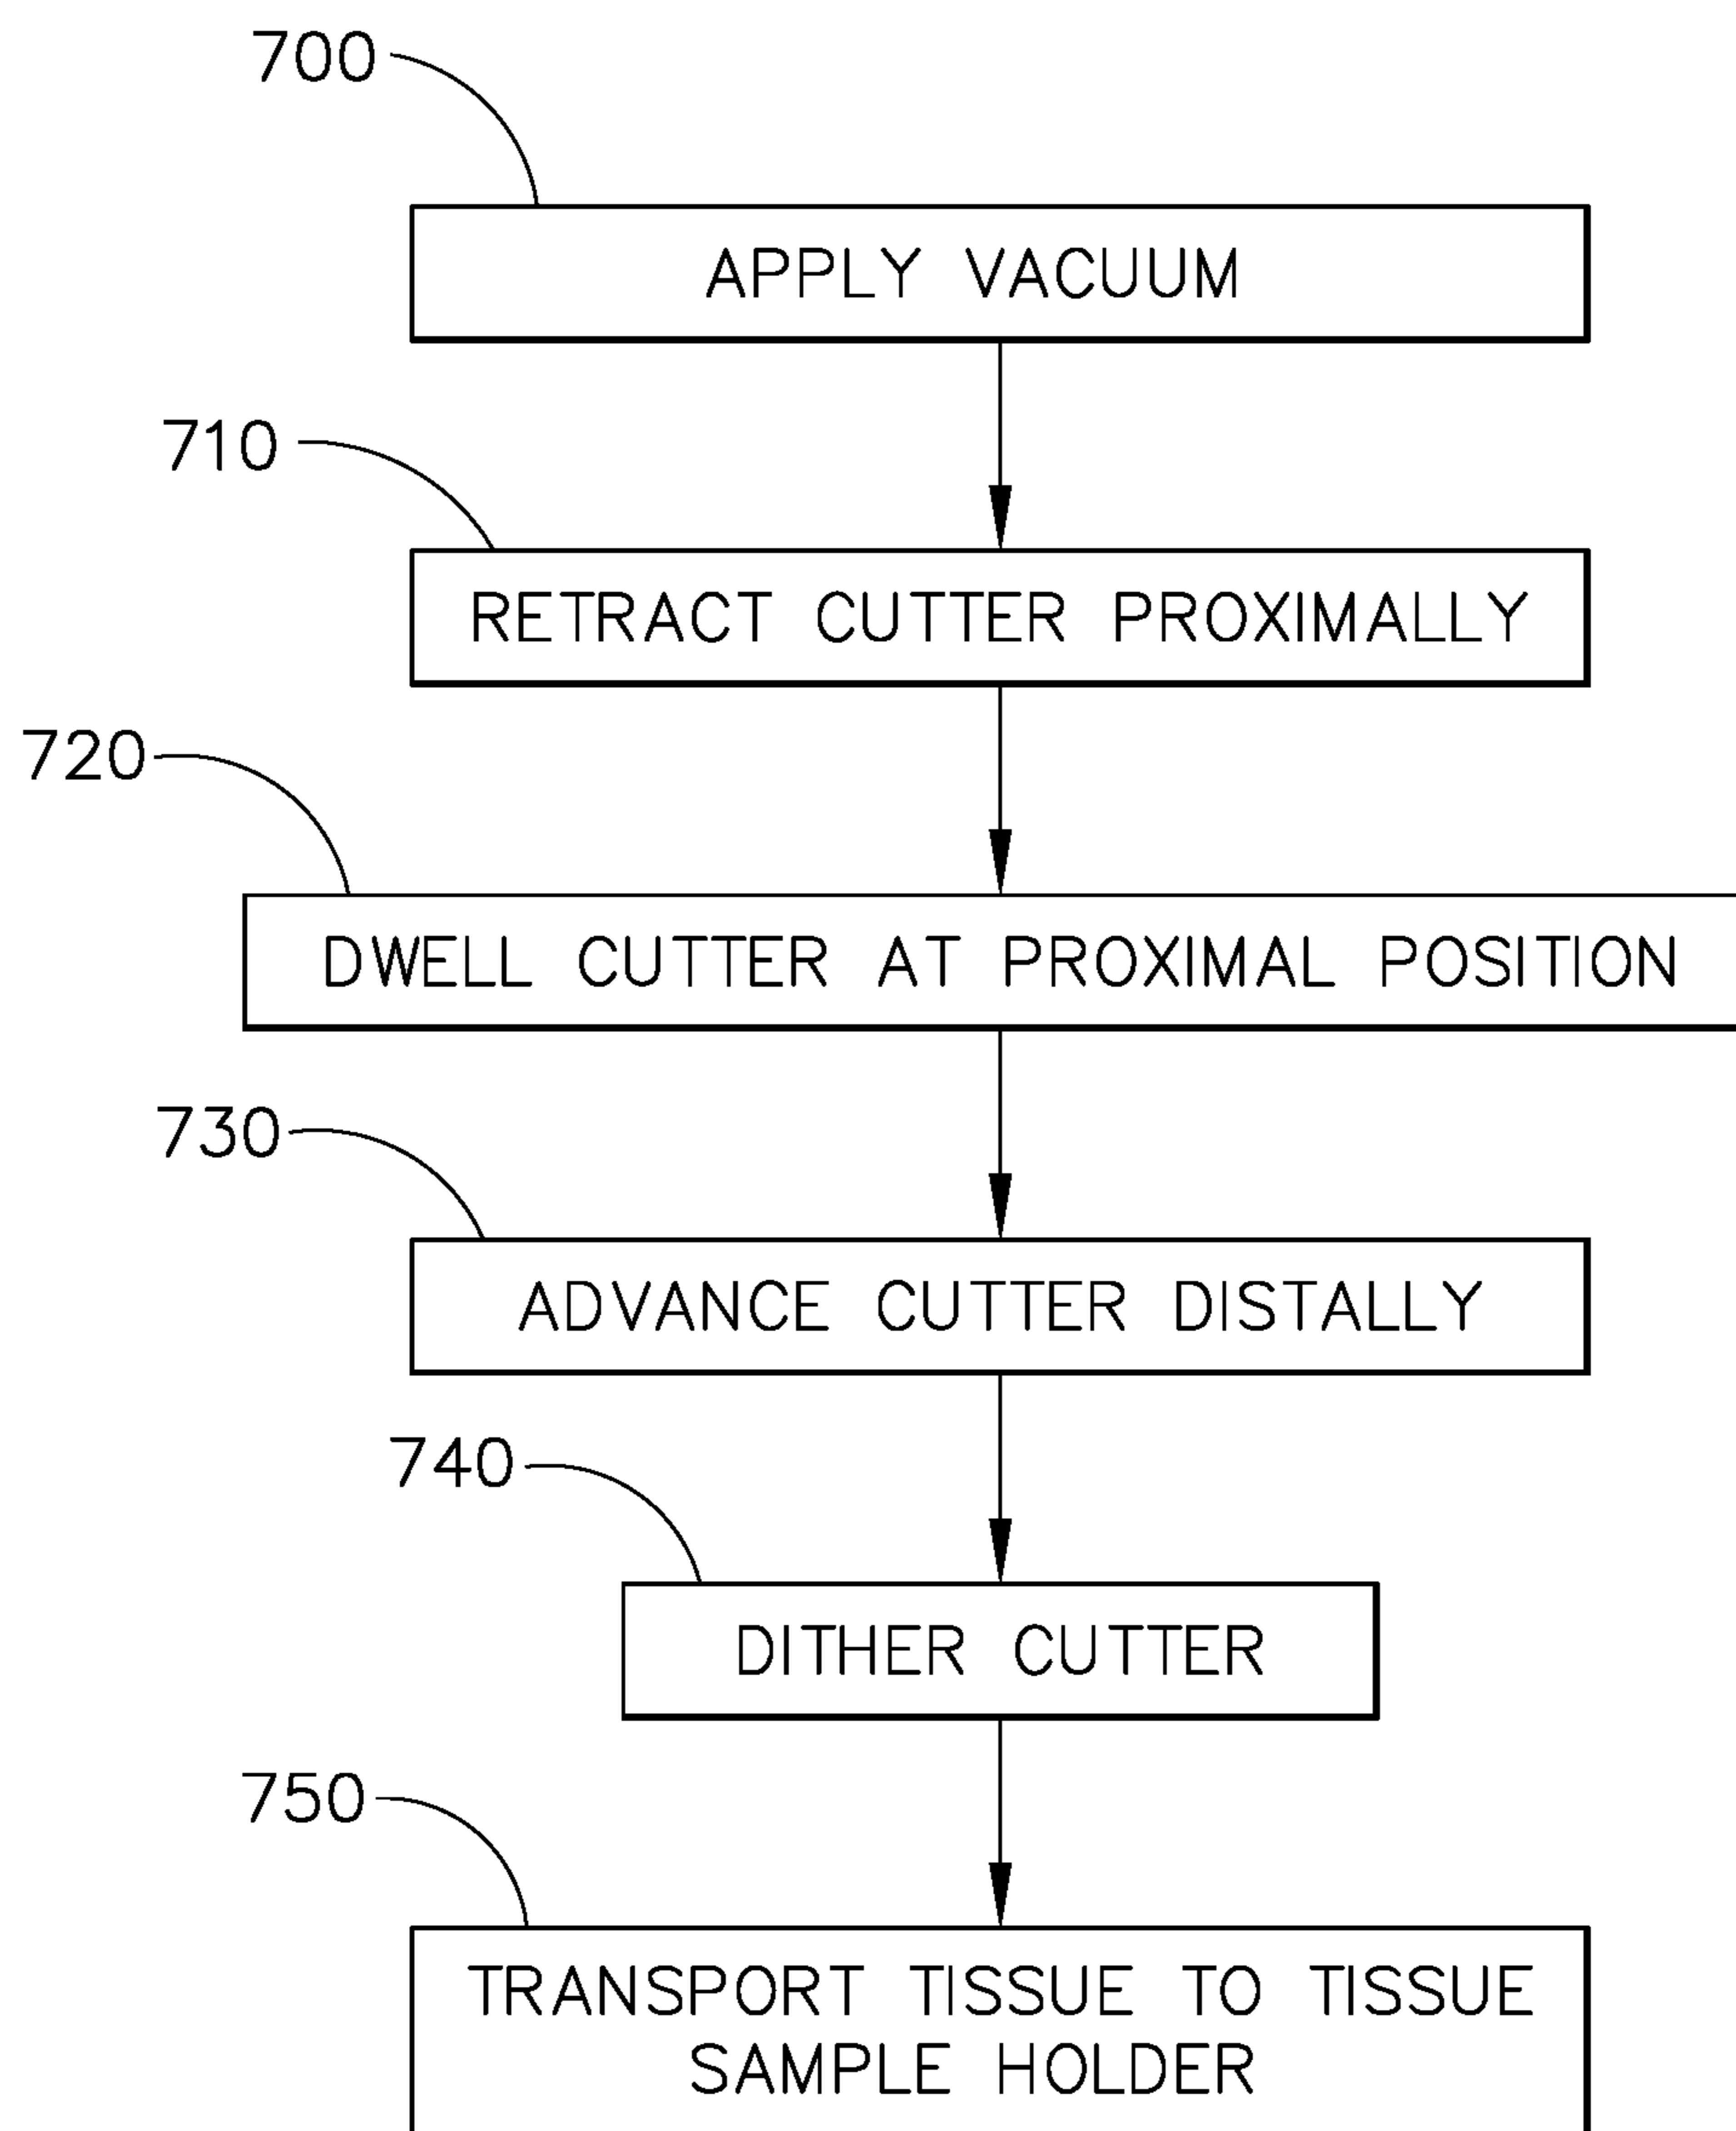 700
APPLY VACUUM
710
RETRACT CUTTER PROXIMALLY
720
DWELL CUTTER AT PROXIMAL POSITION
730
ADVANCE CUTTER DISTALLY
740
DITHER CUTTER
750
TRANSPORT TISSUE TO TISSUE
SAMPLE HOLDER